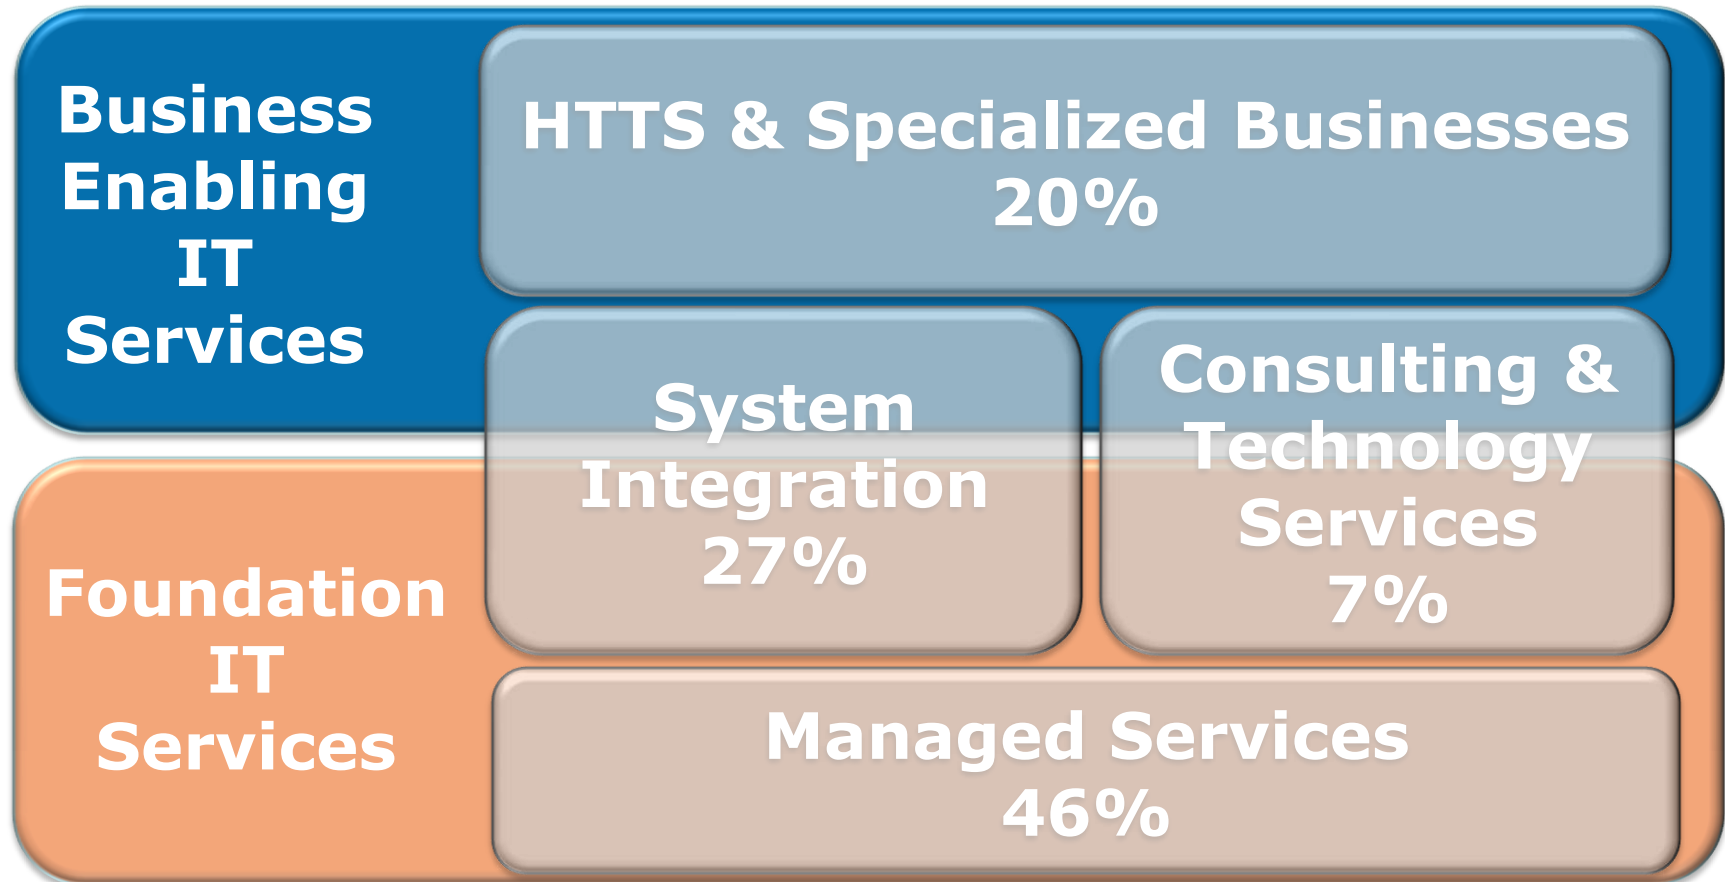 Business
Enabling
IT
Services
HTTS & Specialized Businesses
20%
System
Integration
27%
Consulting &
Technology
Services
7%
Foundation
IT
Services
Managed Services
46%